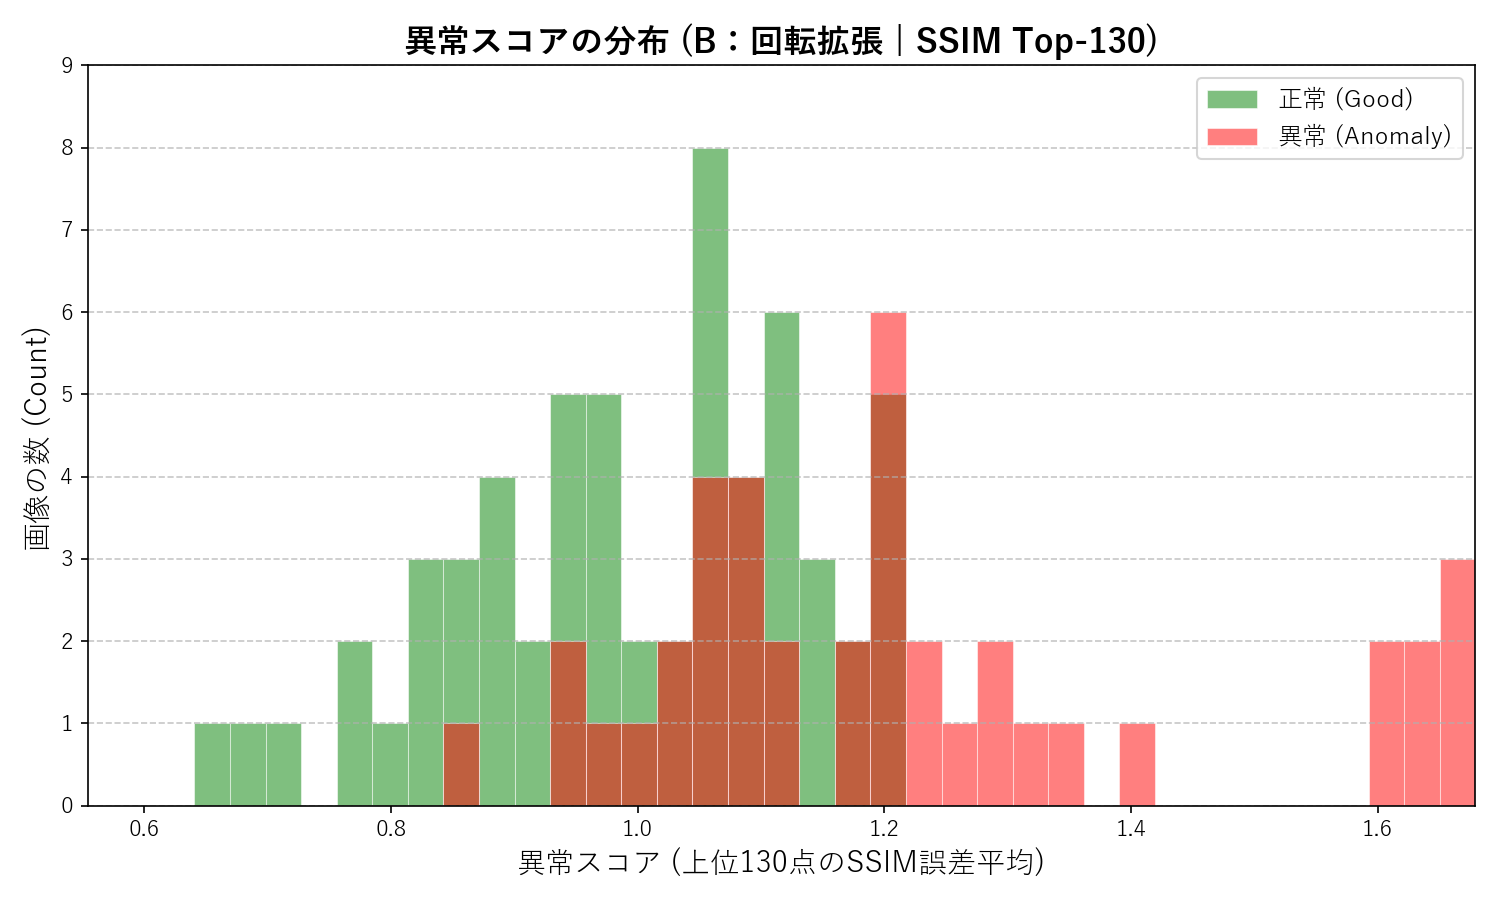 異常スコアの分布 (B：回転拡張｜SSIM Top-130)
正常 (Good)
異常 (Anomaly)
画像の数 (Count)
9
8
7
6
5
4
3
2
1
0
0.6 0.8 1.0 1.2 1.4 1.6
異常スコア (上位130点のSSIM誤差平均)